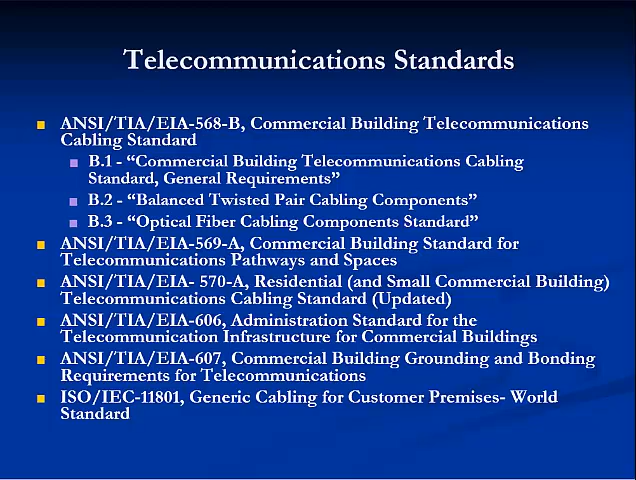 Telecommunications Standards
ANSI/TIA/EIA-568-B, Commercial Building Telecommunications
Cabling Standard
B.1 - “Commercial Building Telecommunications Cabling
Standard, General Requirements”
B.2 - “Balanced Twisted Pair Cabling Components”
B.3 - “Optical Fiber Cabling Components Standard”
ANSI/TIA/EIA-569-A, Commercial Building Standard for
Telecommunications Pathways and Spaces
ANSI/TIA/EIA- 570-A, Residential (and Small Commercial Building)
Telecommunications Cabling Standard (Updated)
ANSI/TIA/EIA-606, Administration Standard for the
Telecommunication Infrastructure for Commercial Buildings
ANSI/TIA/EIA-607, Commercial Building Grounding and Bonding
Requirements for Telecommunications
ISO/IEC-11801, Generic Cabling for Customer Premises- World
Standard